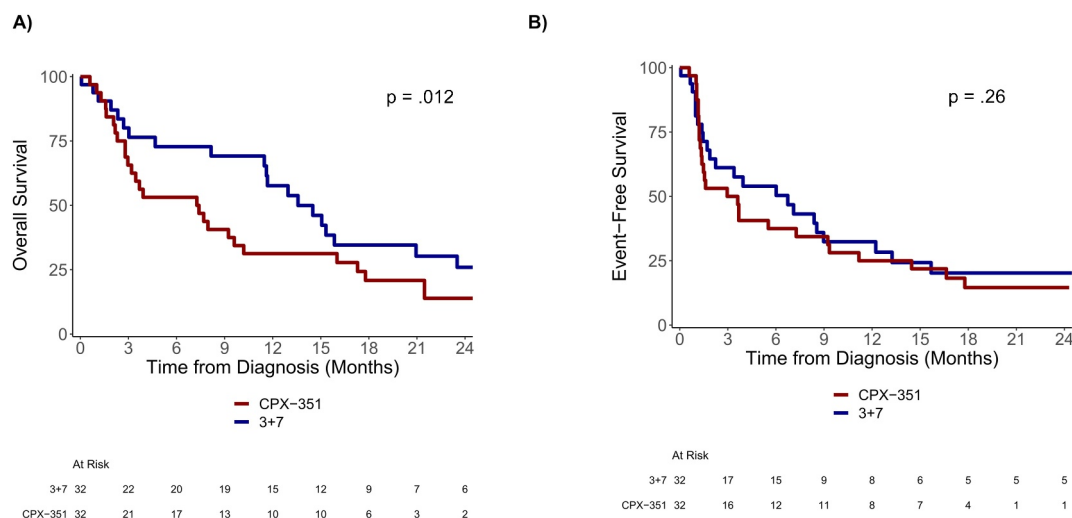 A)
Overall Survival
100
75
50
25
0
p = .012
0 3 6 9 12 15 18 21 24
Time from Diagnosis (Months)
CPX−351
3+7
At Risk
3+7 32 22 20 19 15 12 9 7 6
CPX−351 32 21 17 13 10 10 6 3 2
B)
Event−Free Survival
100
75
50
25
0
p = .26
0 3 6 9 12 15 18 21 24
Time from Diagnosis (Months)
CPX−351
3+7
At Risk
3+7 32 17 15 9 8 6 5 5 5
CPX−351 32 16 12 11 8 7 4 1 1